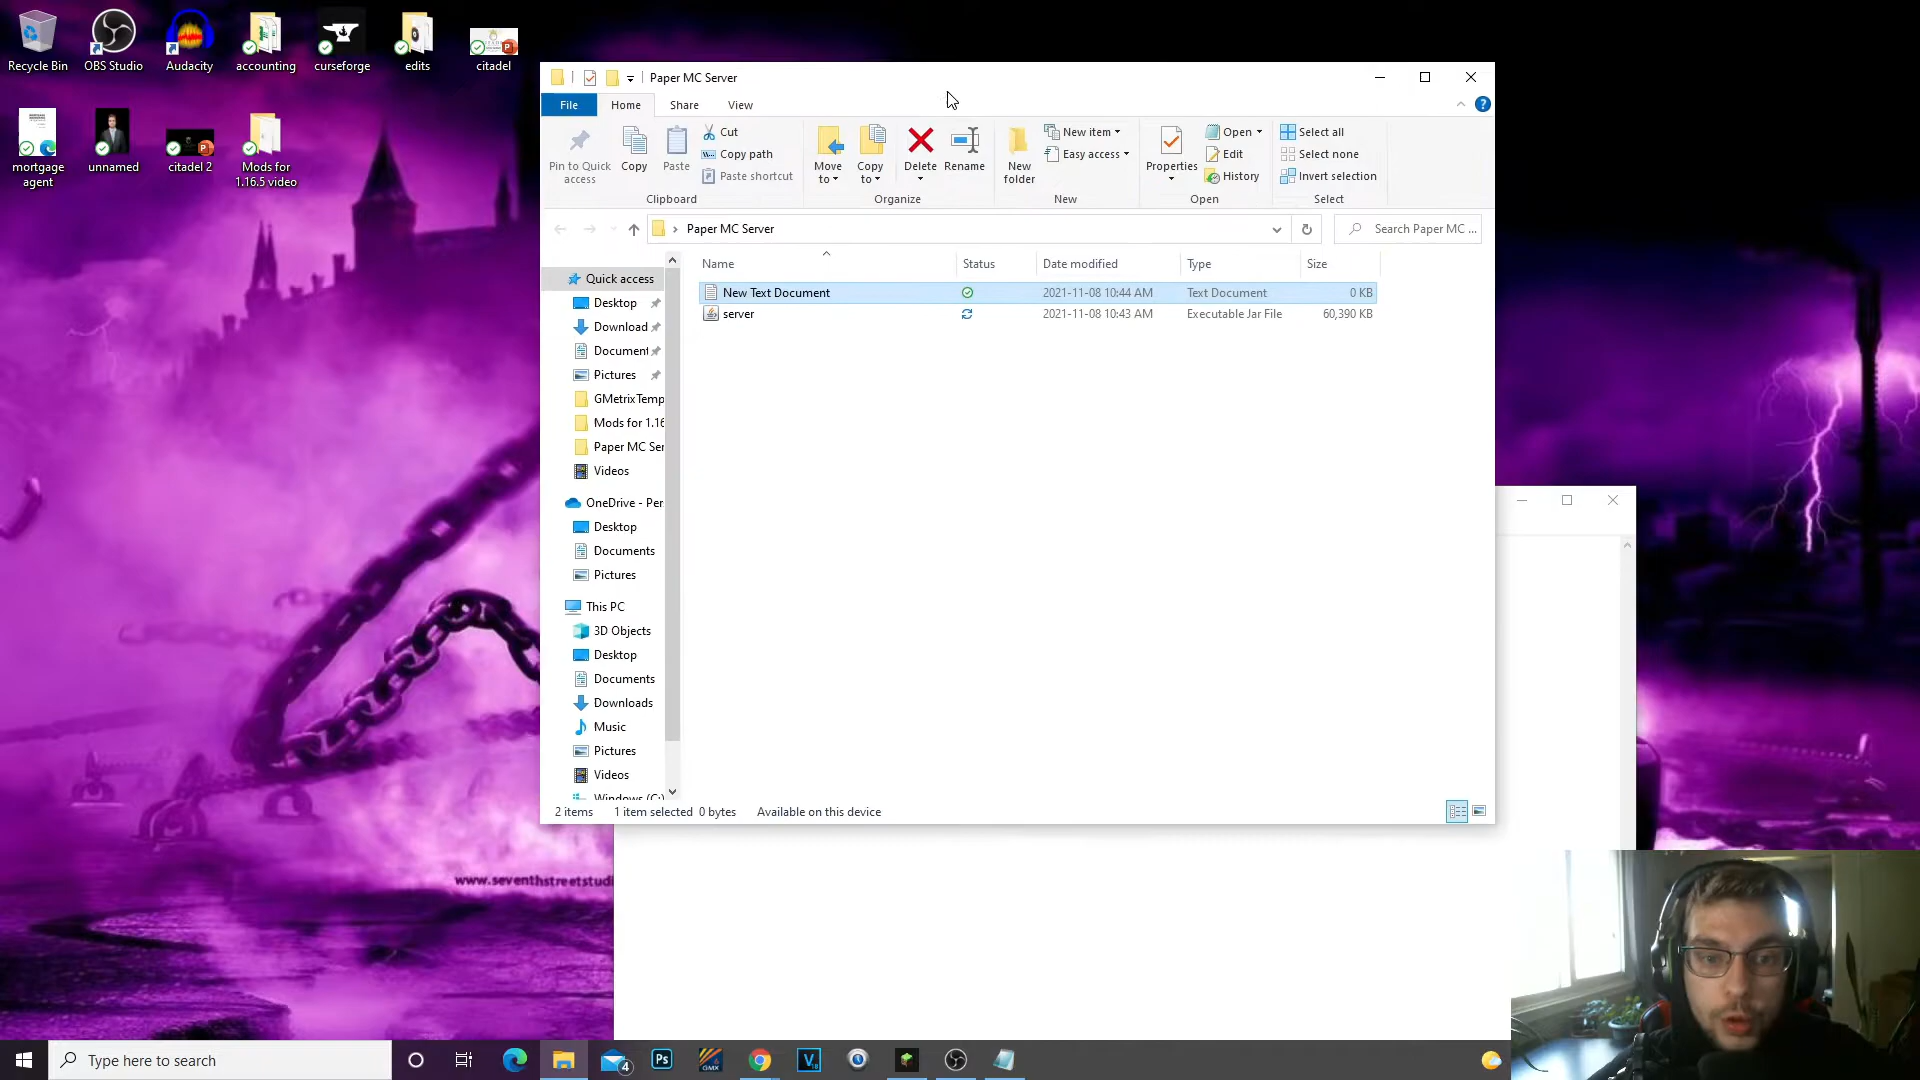 Recycle Bin
OBS Studio
Audacity
accounting
curseforge
edits
citadel
mortgage
agent
unnamed
citadel 2
Mods for
1.16.5 video
Paper MC Server
File
Home
Share
View
Pin to Quick
access
Copy
Paste
Cut
Copy path
Paste shortcut
Clipboard
Move
to
Copy
to
Delete
Rename
Organize
New
folder
New item
Easy access
New
Properties
Open
Edit
History
Open
Select all
Select none
Invert selection
Select
Paper MC Server
Search Paper MC ...
Name
Status
Date modified
Type
Size
New Text Document
2021-11-08 10:44 AM
Text Document
0 KB
server
2021-11-08 10:43 AM
Executable Jar File
60,390 KB
Quick access
Desktop
Download
Document
Pictures
GMetrixTemp
Mods for 1.16
Paper MC Ser
Videos
OneDrive - Per
Desktop
Documents
Pictures
This PC
3D Objects
Desktop
Documents
Downloads
Music
Pictures
Videos
Windows (C:)
2 items
1 item selected 0 bytes
Available on this device
www.seventhstreetstudi
Type here to search
4
Ps
GMX
V
18